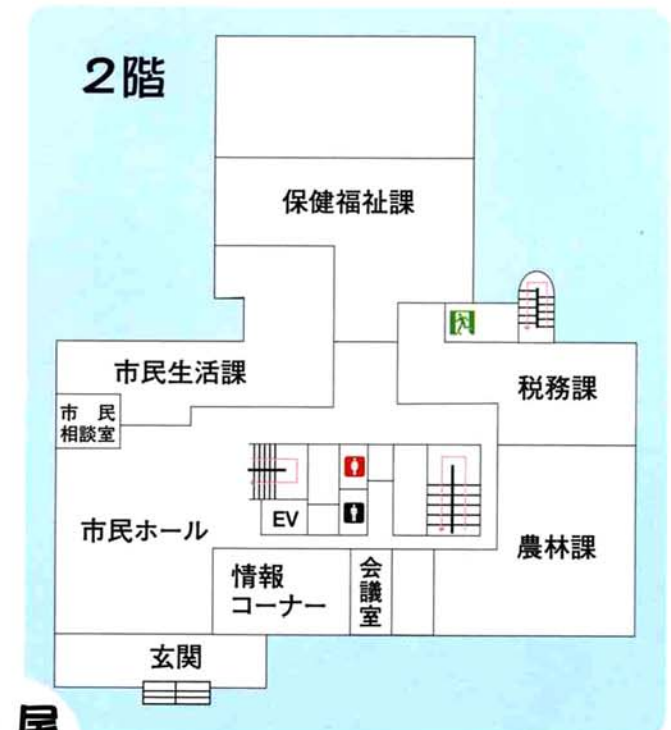 2階
保健福祉課
市民生活課
税務課
市民
相談室
市民ホール
EV
農林課
情報
コーナー
会議室
玄関